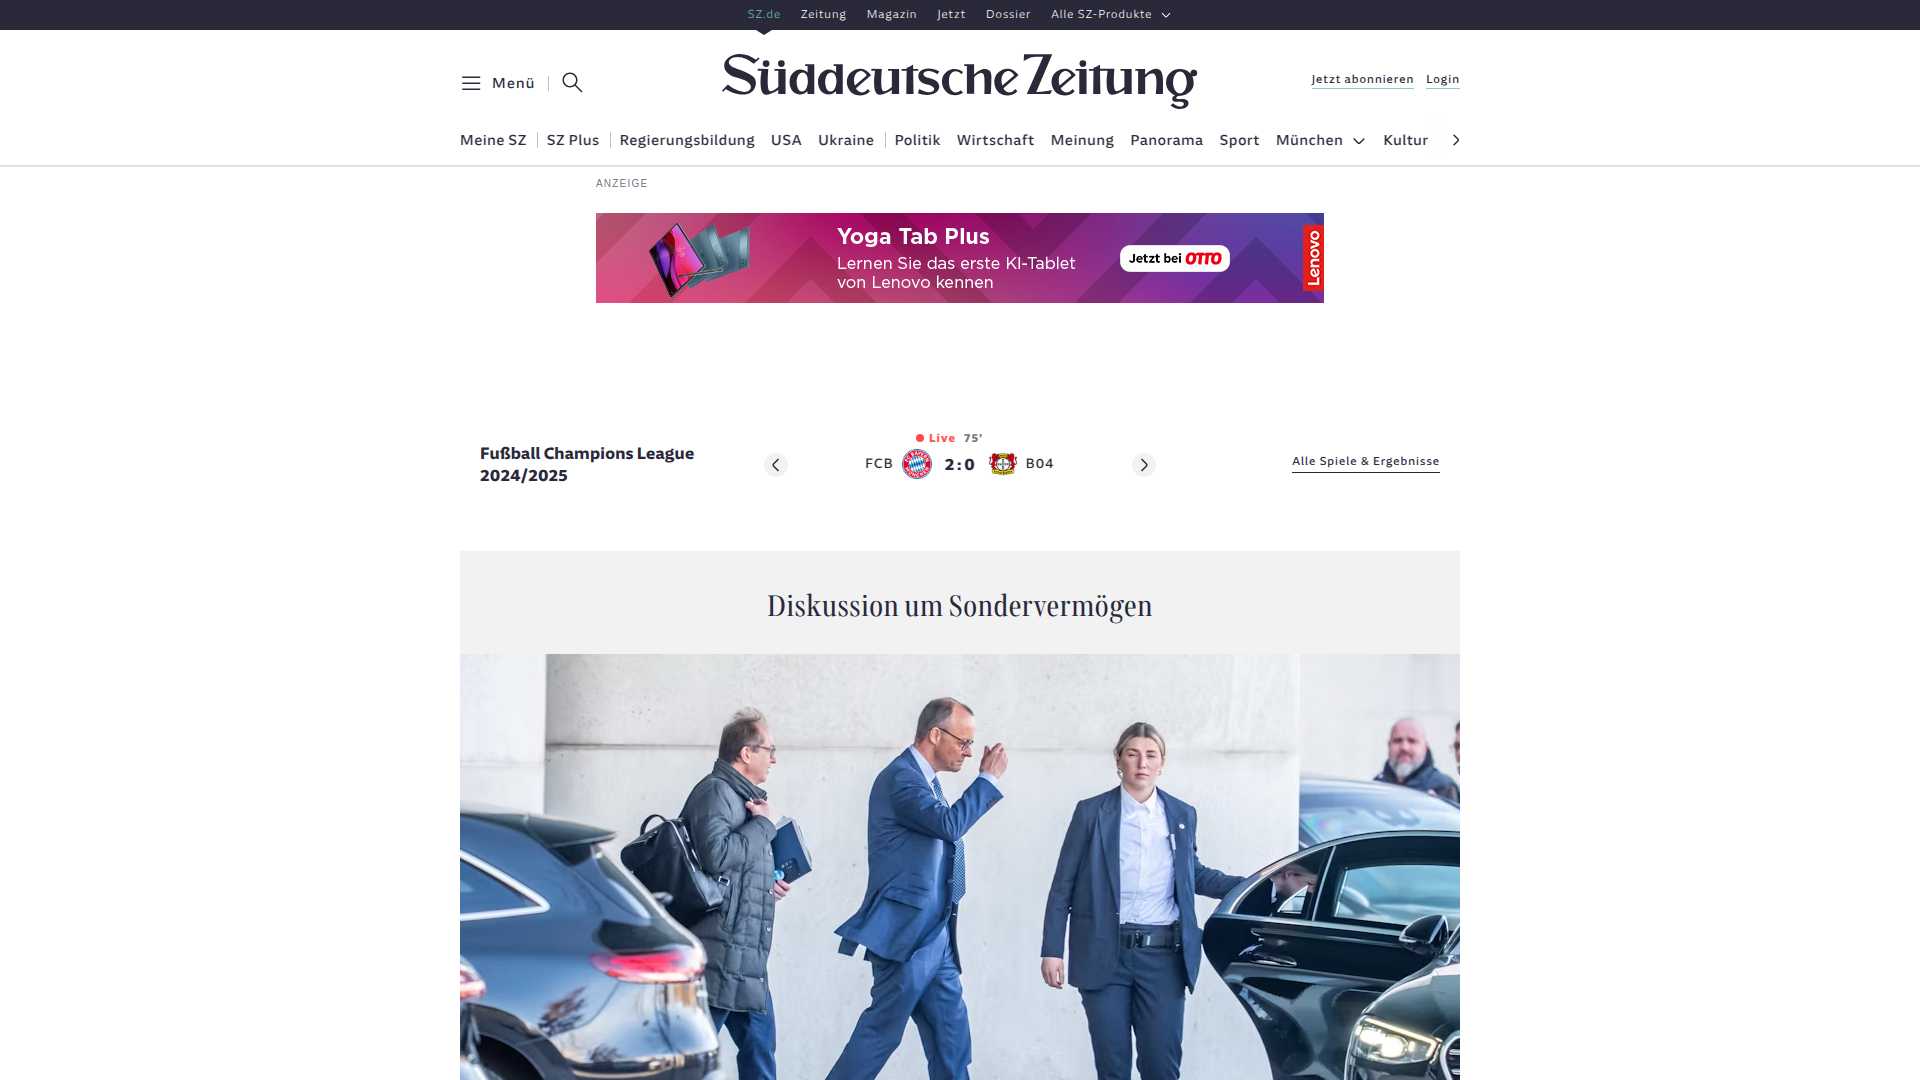 SZ.de Zeitung Magazin Jetzt Dossier Alle SZ-Produkte
Menü
Süddeutsche Zeitung
Jetzt abonnieren Login
Meine SZ SZ Plus Regierungsbildung USA Ukraine Politik Wirtschaft Meinung Panorama Sport München Kultur
ANZEIGE
Yoga Tab Plus
Lernen Sie das erste KI-Tablet
von Lenovo kennen
Jetzt bei OTTO
Lenovo
Fußball Champions League
2024/2025
Live 75'
FCB 2:0 B04
Alle Spiele & Ergebnisse
Diskussion um Sondervermögen